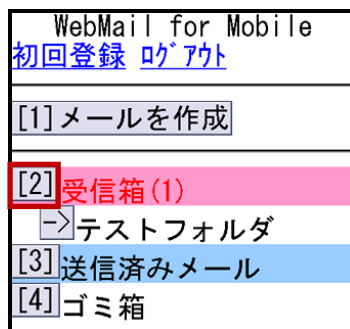 WebMail for Mobile
初回登録 ﾛｸﾞｱｳﾄ
[1]メールを作成
[2]受信箱(1)
->テストフォルダ
[3]送信済みメール
[4]ゴミ箱